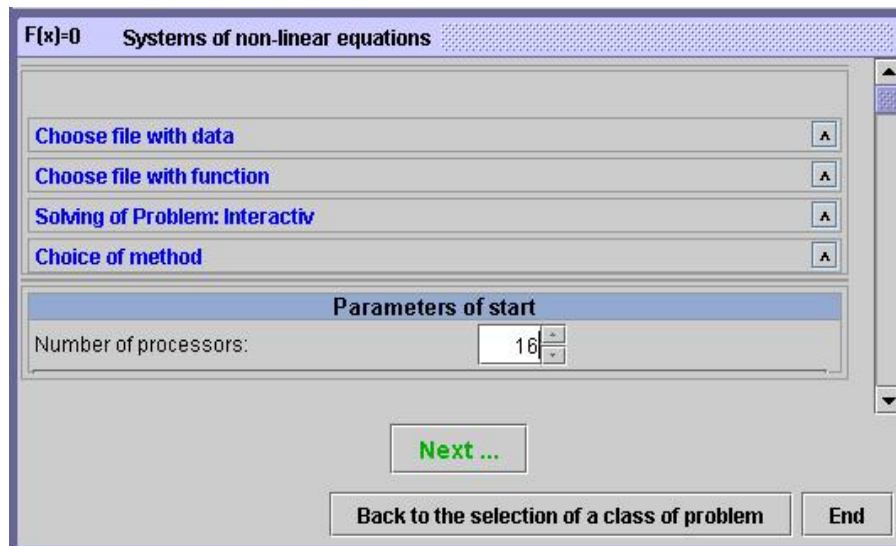 F(x)=0 Systems of non-linear equations
Choose file with data
Choose file with function
Solving of Problem: Interactiv
Choice of method
Parameters of start
Number of processors: 16
Next ...
Back to the selection of a class of problem End